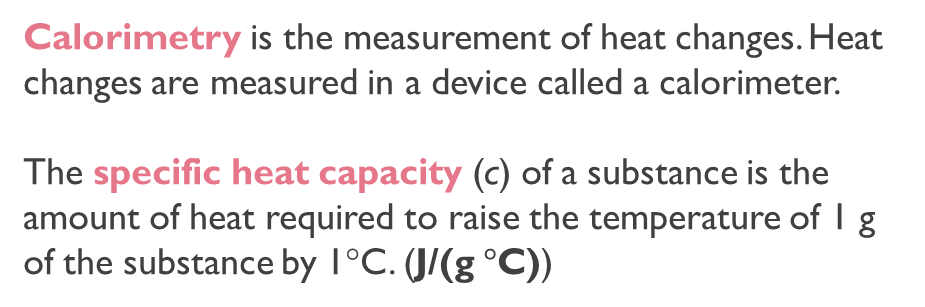 Calorimetry is the measurement of heat changes. Heat
changes are measured in a device called a calorimeter.
The specific heat capacity (c) of a substance is the
amount of heat required to raise the temperature of 1 g
of the substance by 1°C. (J/(g °C))